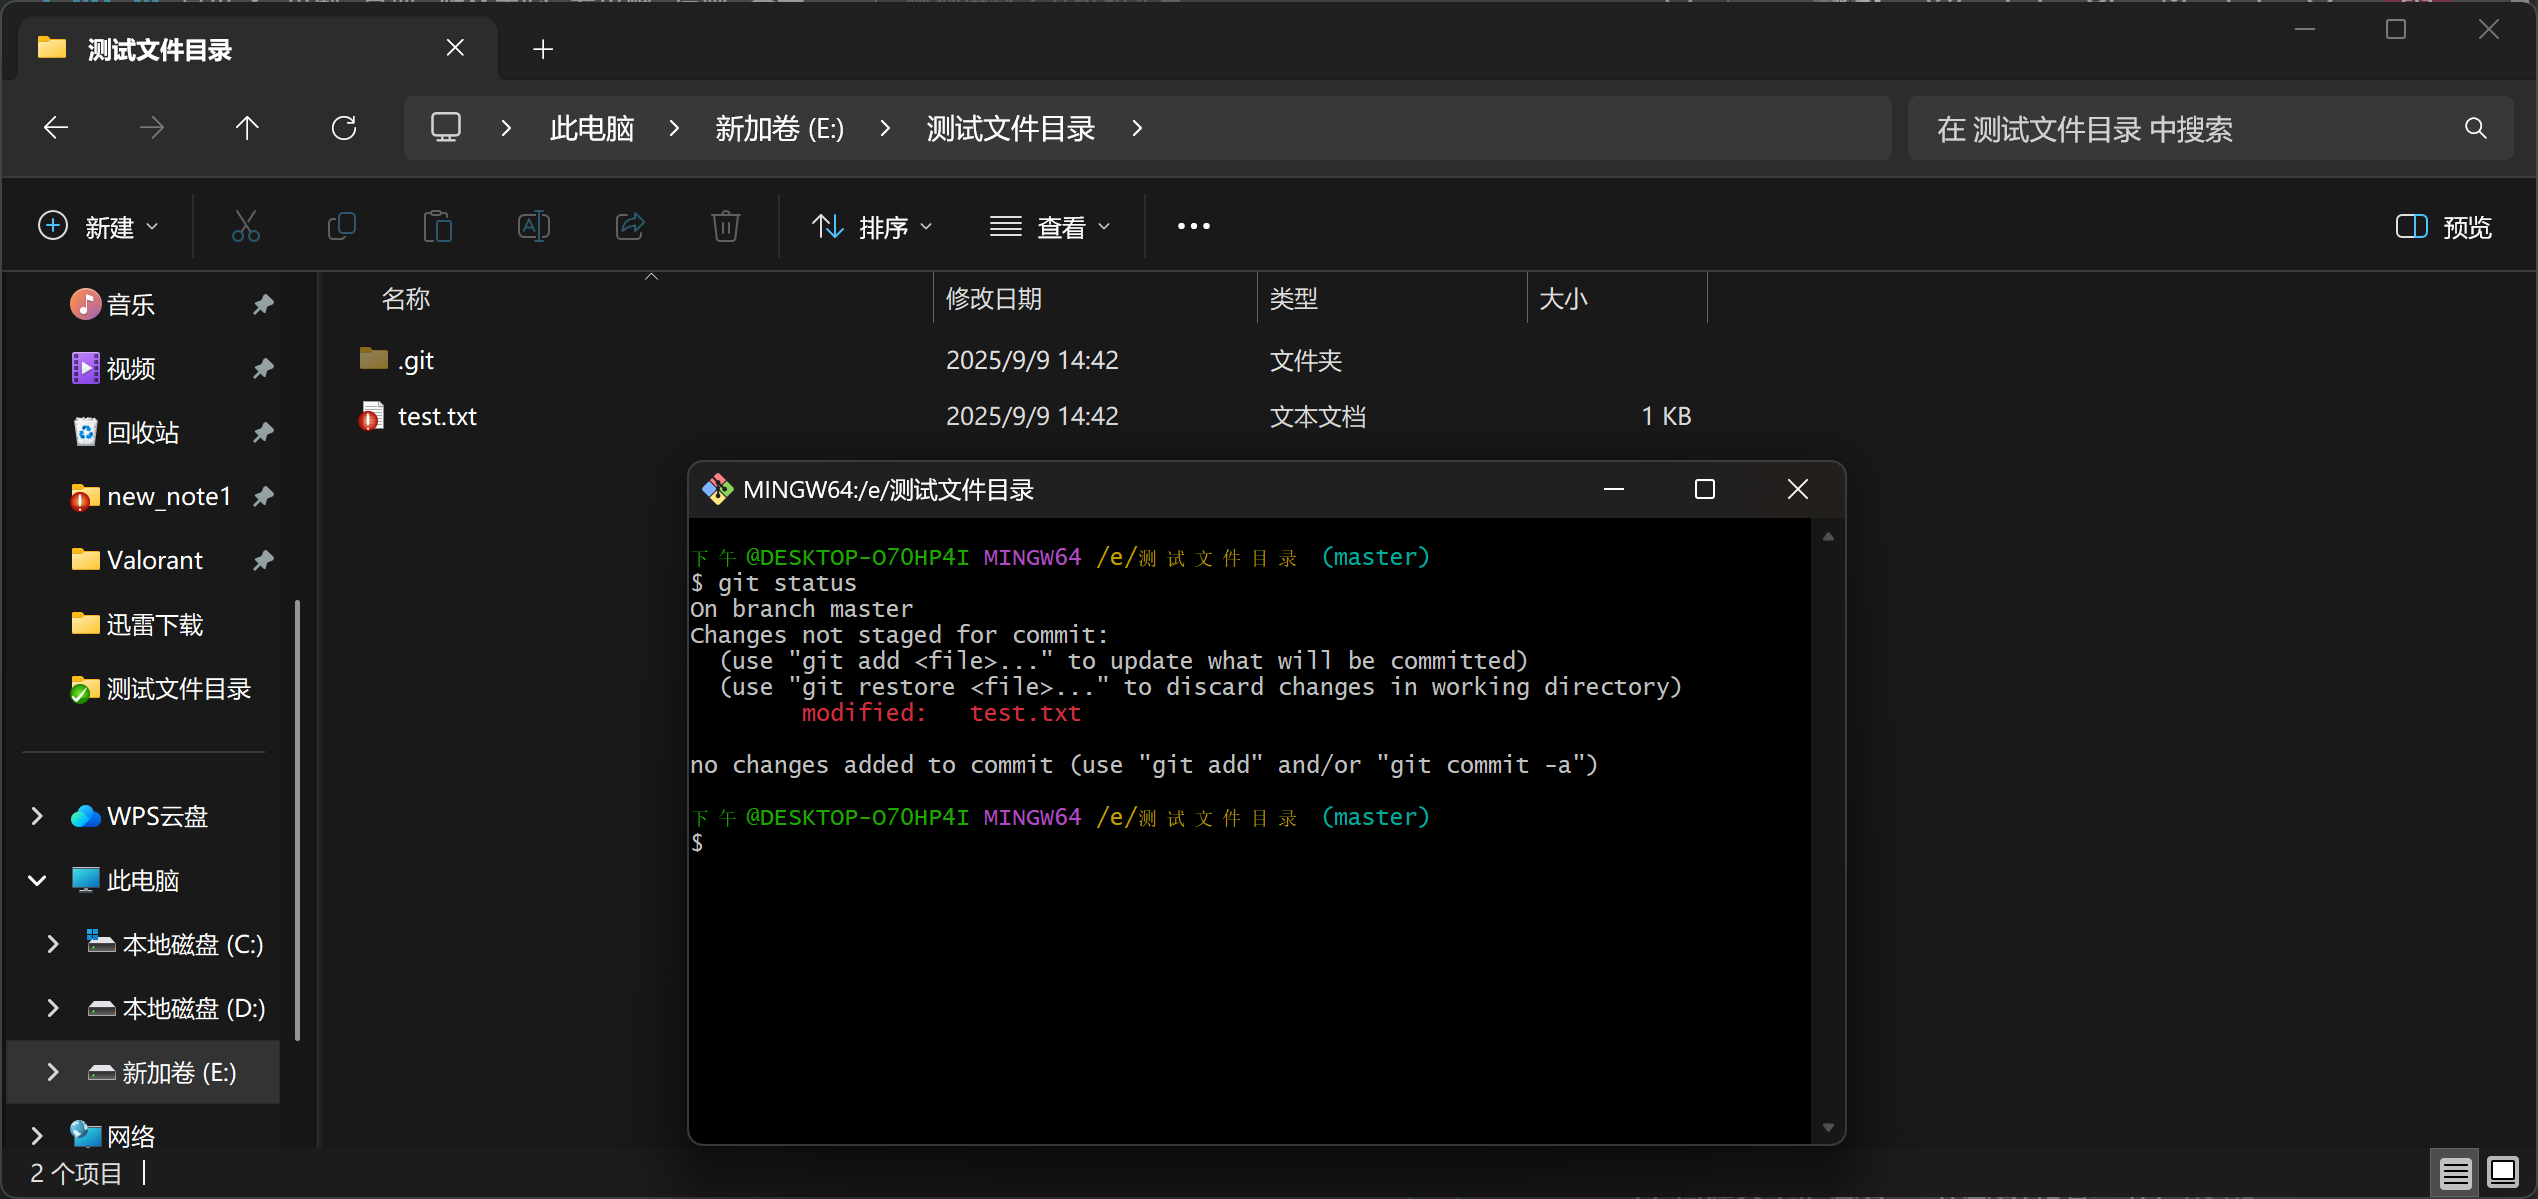 测试文件目录
此电脑 新加卷 (E:) 测试文件目录
在 测试文件目录 中搜索
新建 排序 查看 预览
名称 修改日期 类型 大小
.git 2025/9/9 14:42 文件夹
test.txt 2025/9/9 14:42 文本文档 1 KB
音乐
视频
回收站
new_note1
Valorant
迅雷下载
测试文件目录
WPS云盘
此电脑
本地磁盘 (C:)
本地磁盘 (D:)
新加卷 (E:)
网络
2 个项目
MINGW64:/e/测试文件目录
下午@DESKTOP-O7OHP4I MINGW64 /e/测试文件目录 (master)
$ git status
On branch master
Changes not staged for commit:
  (use "git add <file>..." to update what will be committed)
  (use "git restore <file>..." to discard changes in working directory)
        modified:   test.txt
no changes added to commit (use "git add" and/or "git commit -a")
下午@DESKTOP-O7OHP4I MINGW64 /e/测试文件目录 (master)
$